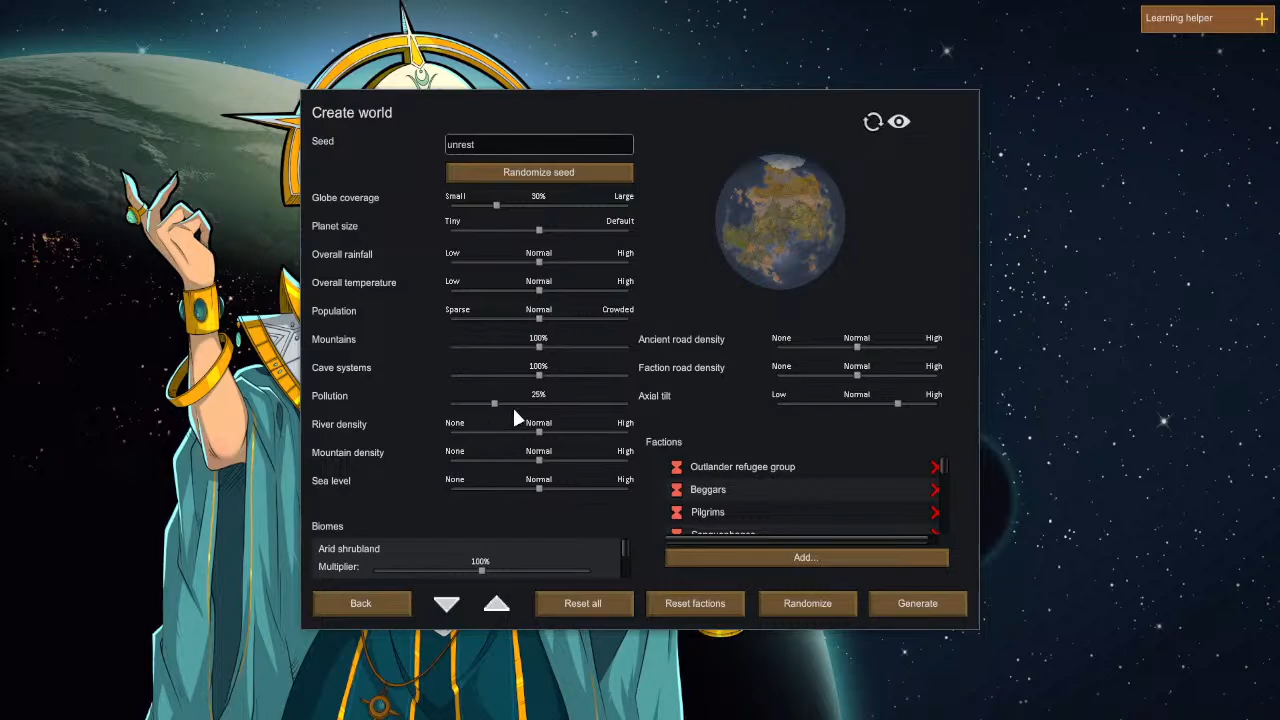 Learning helper
Create world
Seed
unrest
Randomize seed
Globe coverage
Small 30% Large
Planet size
Tiny Default
Overall rainfall
Low Normal High
Overall temperature
Low Normal High
Population
Sparse Normal Crowded
Mountains
100%
Cave systems
100%
Pollution
25%
River density
None Normal High
Mountain density
None Normal High
Sea level
None Normal High
Biomes
Arid shrubland
Multiplier: 100%
Ancient road density
None Normal High
Faction road density
None Normal High
Axial tilt
Low Normal High
Factions
Outlander refugee group
Beggars
Pilgrims
Add...
Back
Reset all
Reset factions
Randomize
Generate